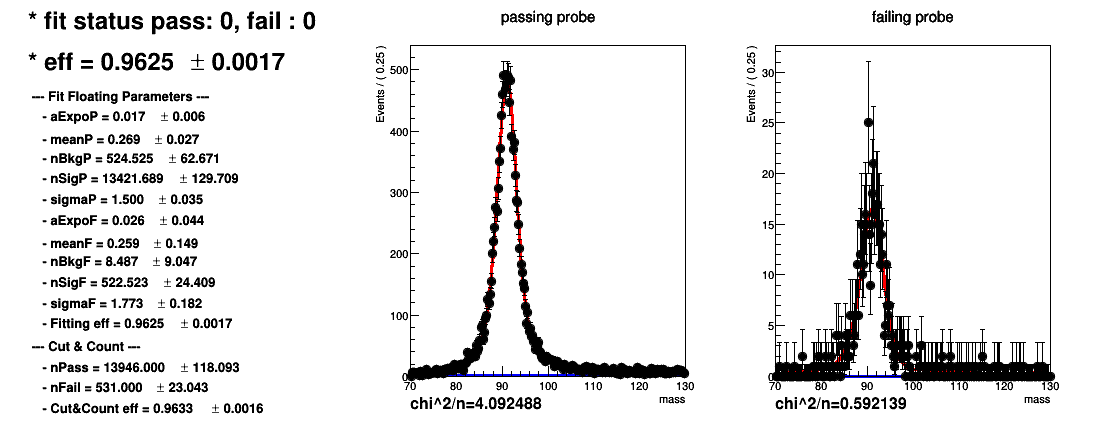 * fit status pass: 0, fail : 0
* eff = 0.9625 ± 0.0017
--- Fit Floating Parameters ---
- aExpoP = 0.017 ± 0.006
- meanP = 0.269 ± 0.027
- nBkgP = 524.525 ± 62.671
- nSigP = 13421.689 ± 129.709
- sigmaP = 1.500 ± 0.035
- aExpoF = 0.026 ± 0.044
- meanF = 0.259 ± 0.149
- nBkgF = 8.487 ± 9.047
- nSigF = 522.523 ± 24.409
- sigmaF = 1.773 ± 0.182
- Fitting eff = 0.9625 ± 0.0017
--- Cut & Count ---
- nPass = 13946.000 ± 118.093
- nFail = 531.000 ± 23.043
- Cut&Count eff = 0.9633 ± 0.0016
passing probe
Events / ( 0.25 )
500
400
300
200
100
0
70 80 90 100 110 120 130
mass
chi^2/n=4.092488
failing probe
Events / ( 0.25 )
30
25
20
15
10
5
0
70 80 90 100 110 120 130
mass
chi^2/n=0.592139